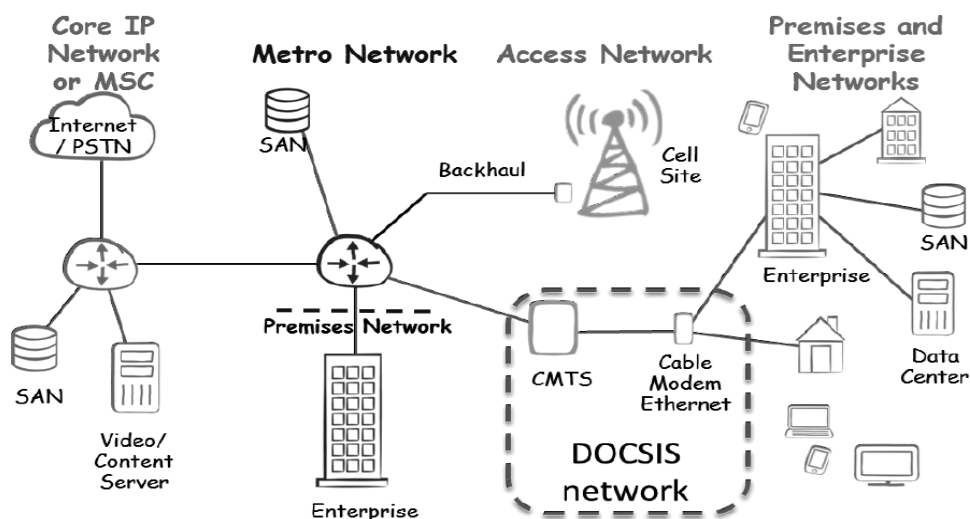 Core IP
Network
or MSC
Metro Network
Access Network
Premises and
Enterprise
Networks
Internet
/ PSTN
SAN
Backhaul
Cell
Site
SAN
Enterprise
Premises Network
CMTS
Cable
Modem
Ethernet
Data
Center
SAN
Video/
Content
Server
DOCSIS
network
Enterprise